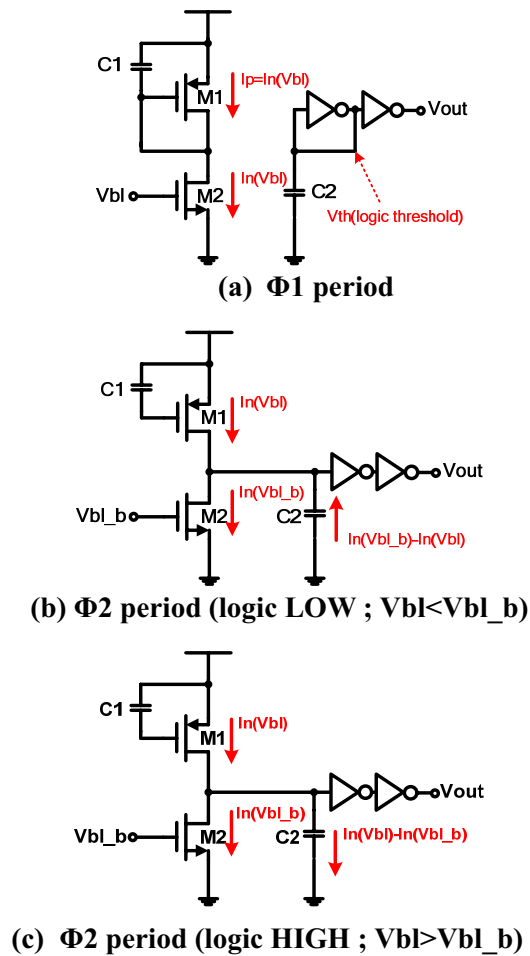 C1
M1
Ip=In(Vbl)
Vout
Vbl
M2
In(Vbl)
C2
Vth(logic threshold)
(a) Φ1 period
C1
M1
In(Vbl)
Vout
Vbl_b
M2
In(Vbl_b)
C2
In(Vbl_b)-In(Vbl)
(b) Φ2 period (logic LOW ; Vbl<Vbl_b)
C1
M1
In(Vbl)
Vout
Vbl_b
M2
In(Vbl_b)
C2
In(Vbl)-In(Vbl_b)
(c) Φ2 period (logic HIGH ; Vbl>Vbl_b)